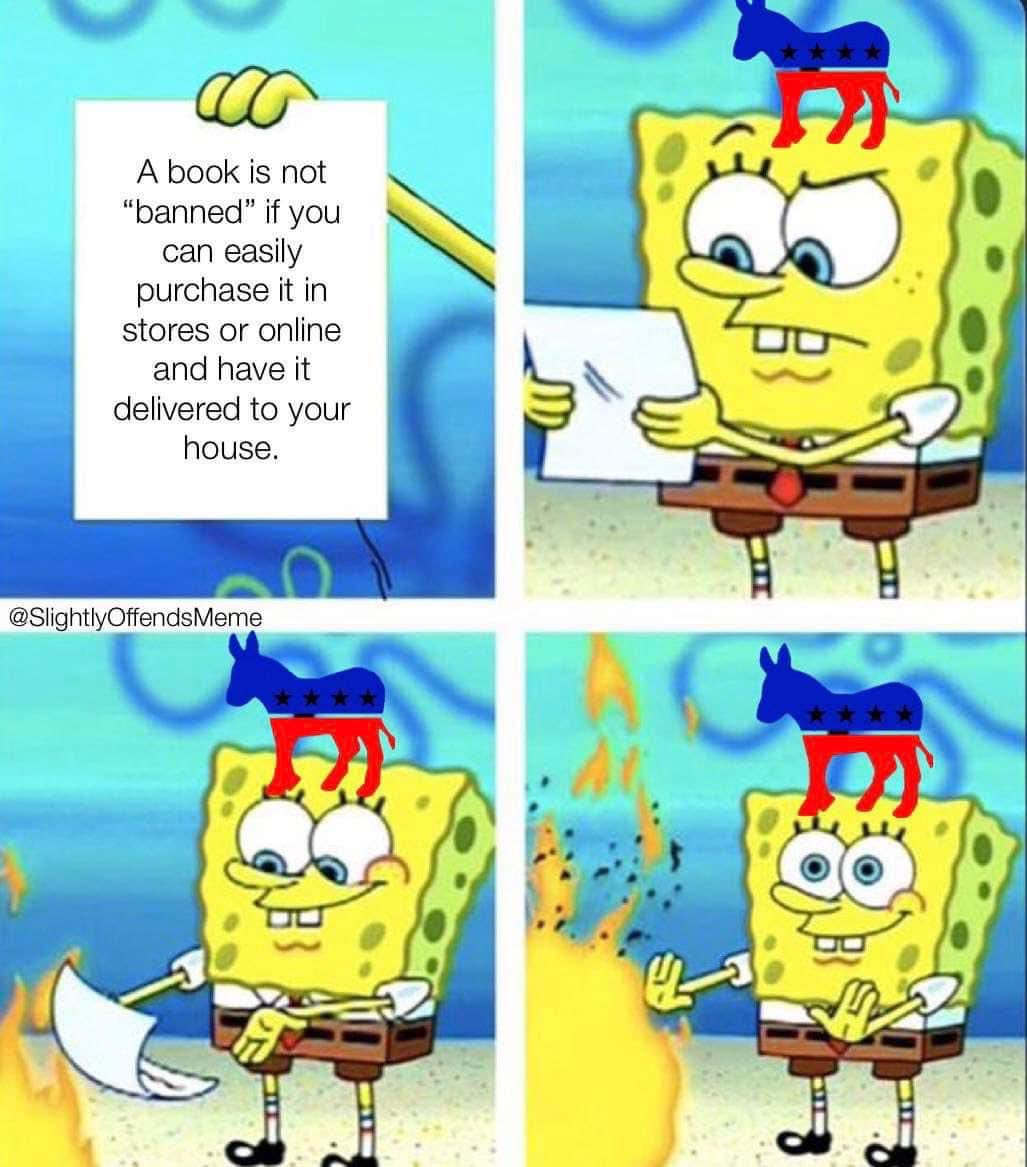 A book is not
“banned” if you
can easily
purchase it in
stores or online
and have it
delivered to your
house.
@SlightlyOffendsMeme